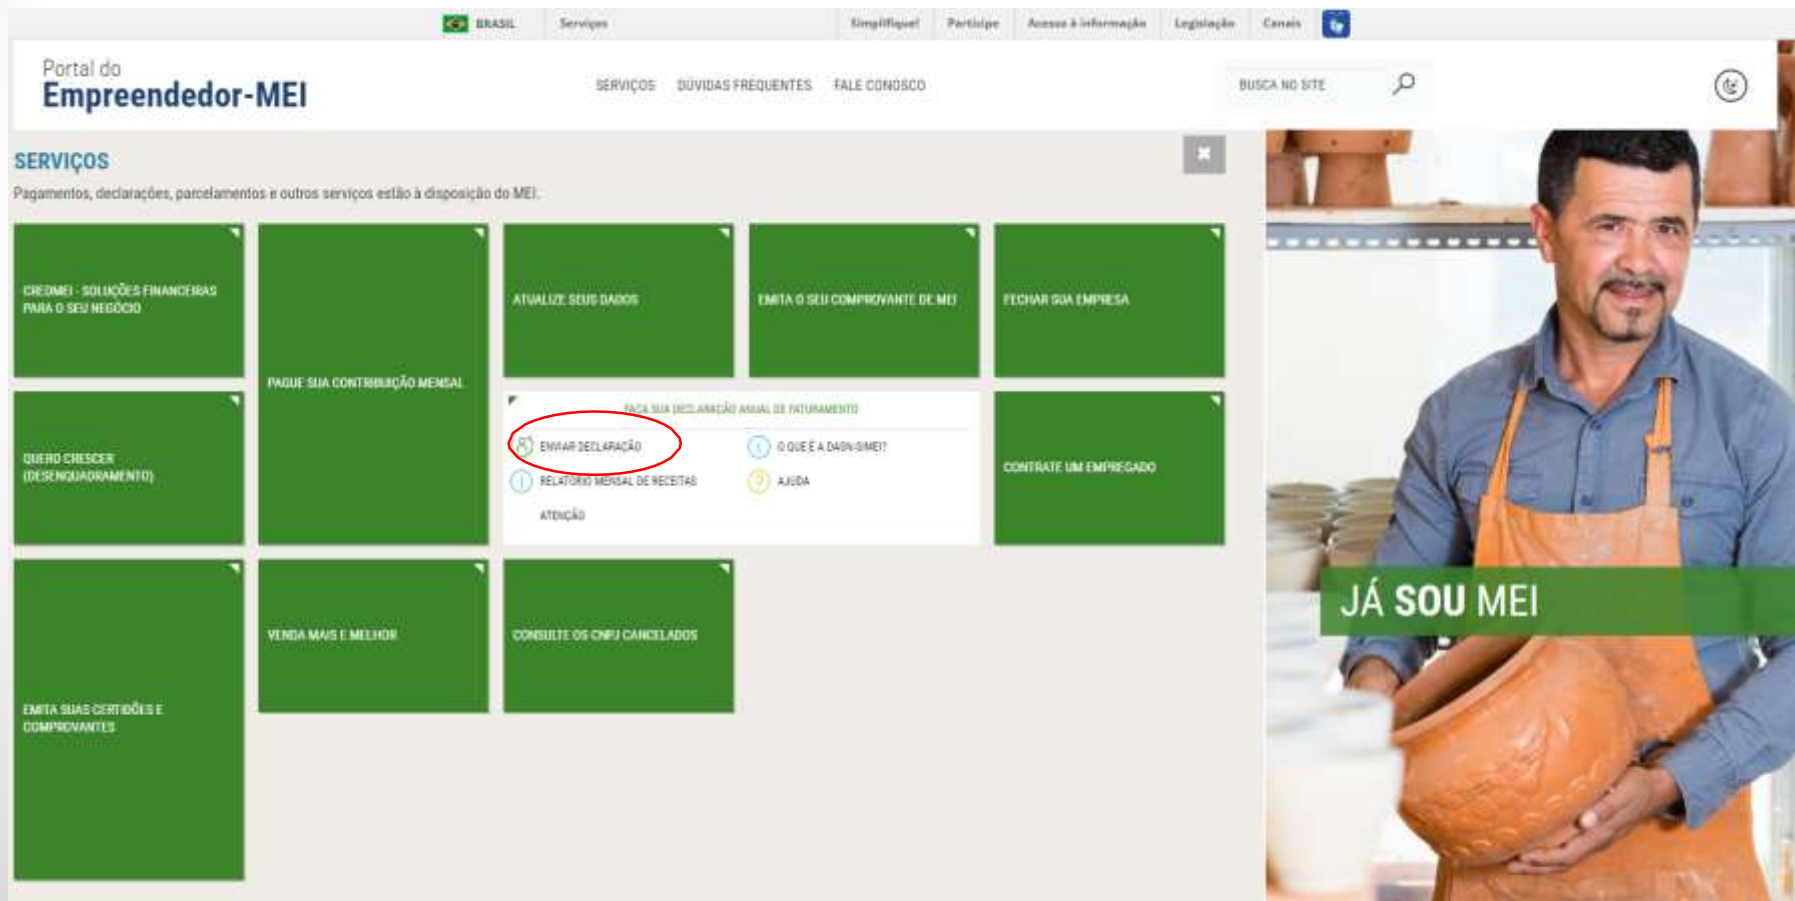 BRASIL
Serviços
Simplifique!
Participe
Acesso à informação
Legislação
Canais
Portal do
Empreendedor-MEI
SERVIÇOS
DÚVIDAS FREQUENTES
FALE CONOSCO
BUSCA NO SITE
SERVIÇOS
Pagamentos, declarações, parcelamentos e outros serviços estão à disposição do MEI.
CREDMEI - SOLUÇÕES FINANCEIRAS
PARA O SEU NEGÓCIO
PAGUE SUA CONTRIBUIÇÃO MENSAL
ATUALIZE SEUS DADOS
EMITA O SEU COMPROVANTE DE MEI
FECHAR SUA EMPRESA
QUERO CRESCER
(DESENQUADRAMENTO)
FAÇA SUA DECLARAÇÃO ANUAL DE FATURAMENTO
ENVIAR DECLARAÇÃO
O QUE É A DASN-SIMEI?
RELATÓRIO MENSAL DE RECEITAS
AJUDA
ATENÇÃO
CONTRATE UM EMPREGADO
EMITA SUAS CERTIDÕES E
COMPROVANTES
VENDA MAIS E MELHOR
CONSULTE OS CNPJ CANCELADOS
JÁ SOU MEI